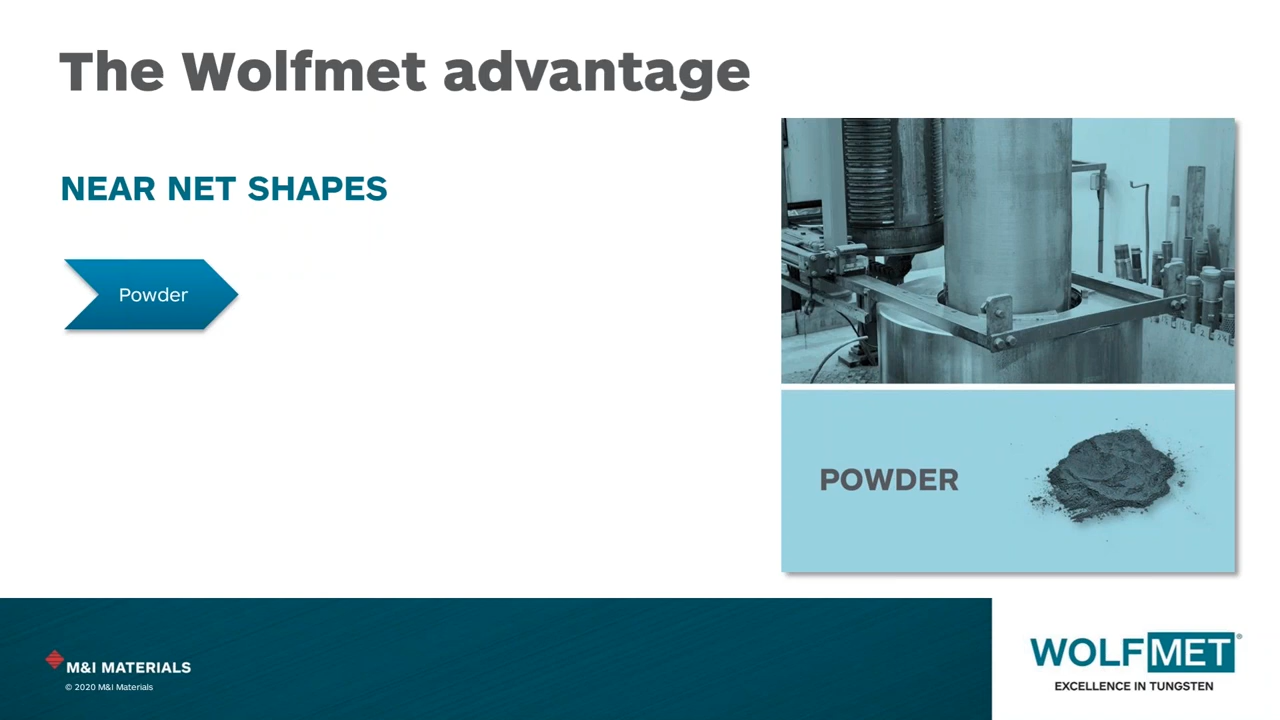 The Wolfmet advantage
NEAR NET SHAPES
Powder
POWDER
M&I MATERIALS
© 2020 M&I Materials
WOLFMET®
EXCELLENCE IN TUNGSTEN